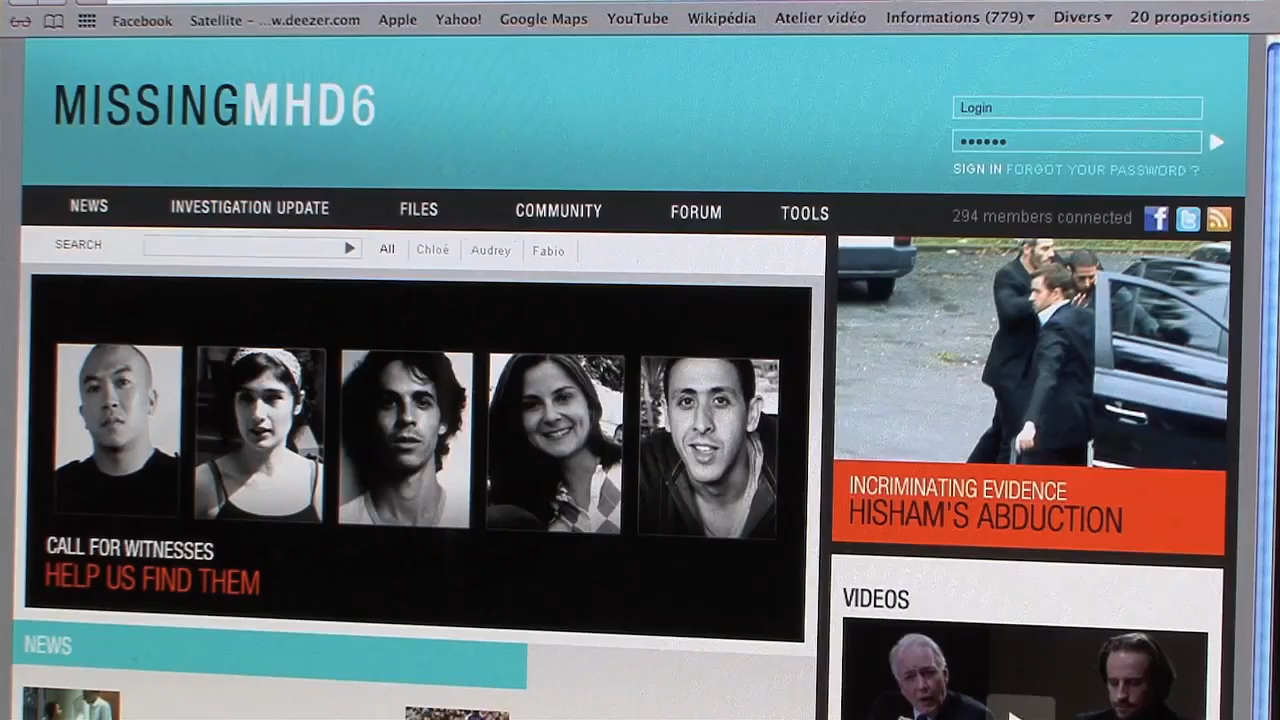 Facebook Satellite – ...w.deezer.com Apple Yahoo! Google Maps YouTube Wikipédia Atelier vidéo Informations (779) Divers 20 propositions
MISSINGMHD6
Login
SIGN IN FORGOT YOUR PASSWORD ?
NEWS INVESTIGATION UPDATE FILES COMMUNITY FORUM TOOLS
294 members connected
SEARCH All Chloé Audrey Fabio
CALL FOR WITNESSES
HELP US FIND THEM
INCRIMINATING EVIDENCE
HISHAM'S ABDUCTION
VIDEOS
NEWS